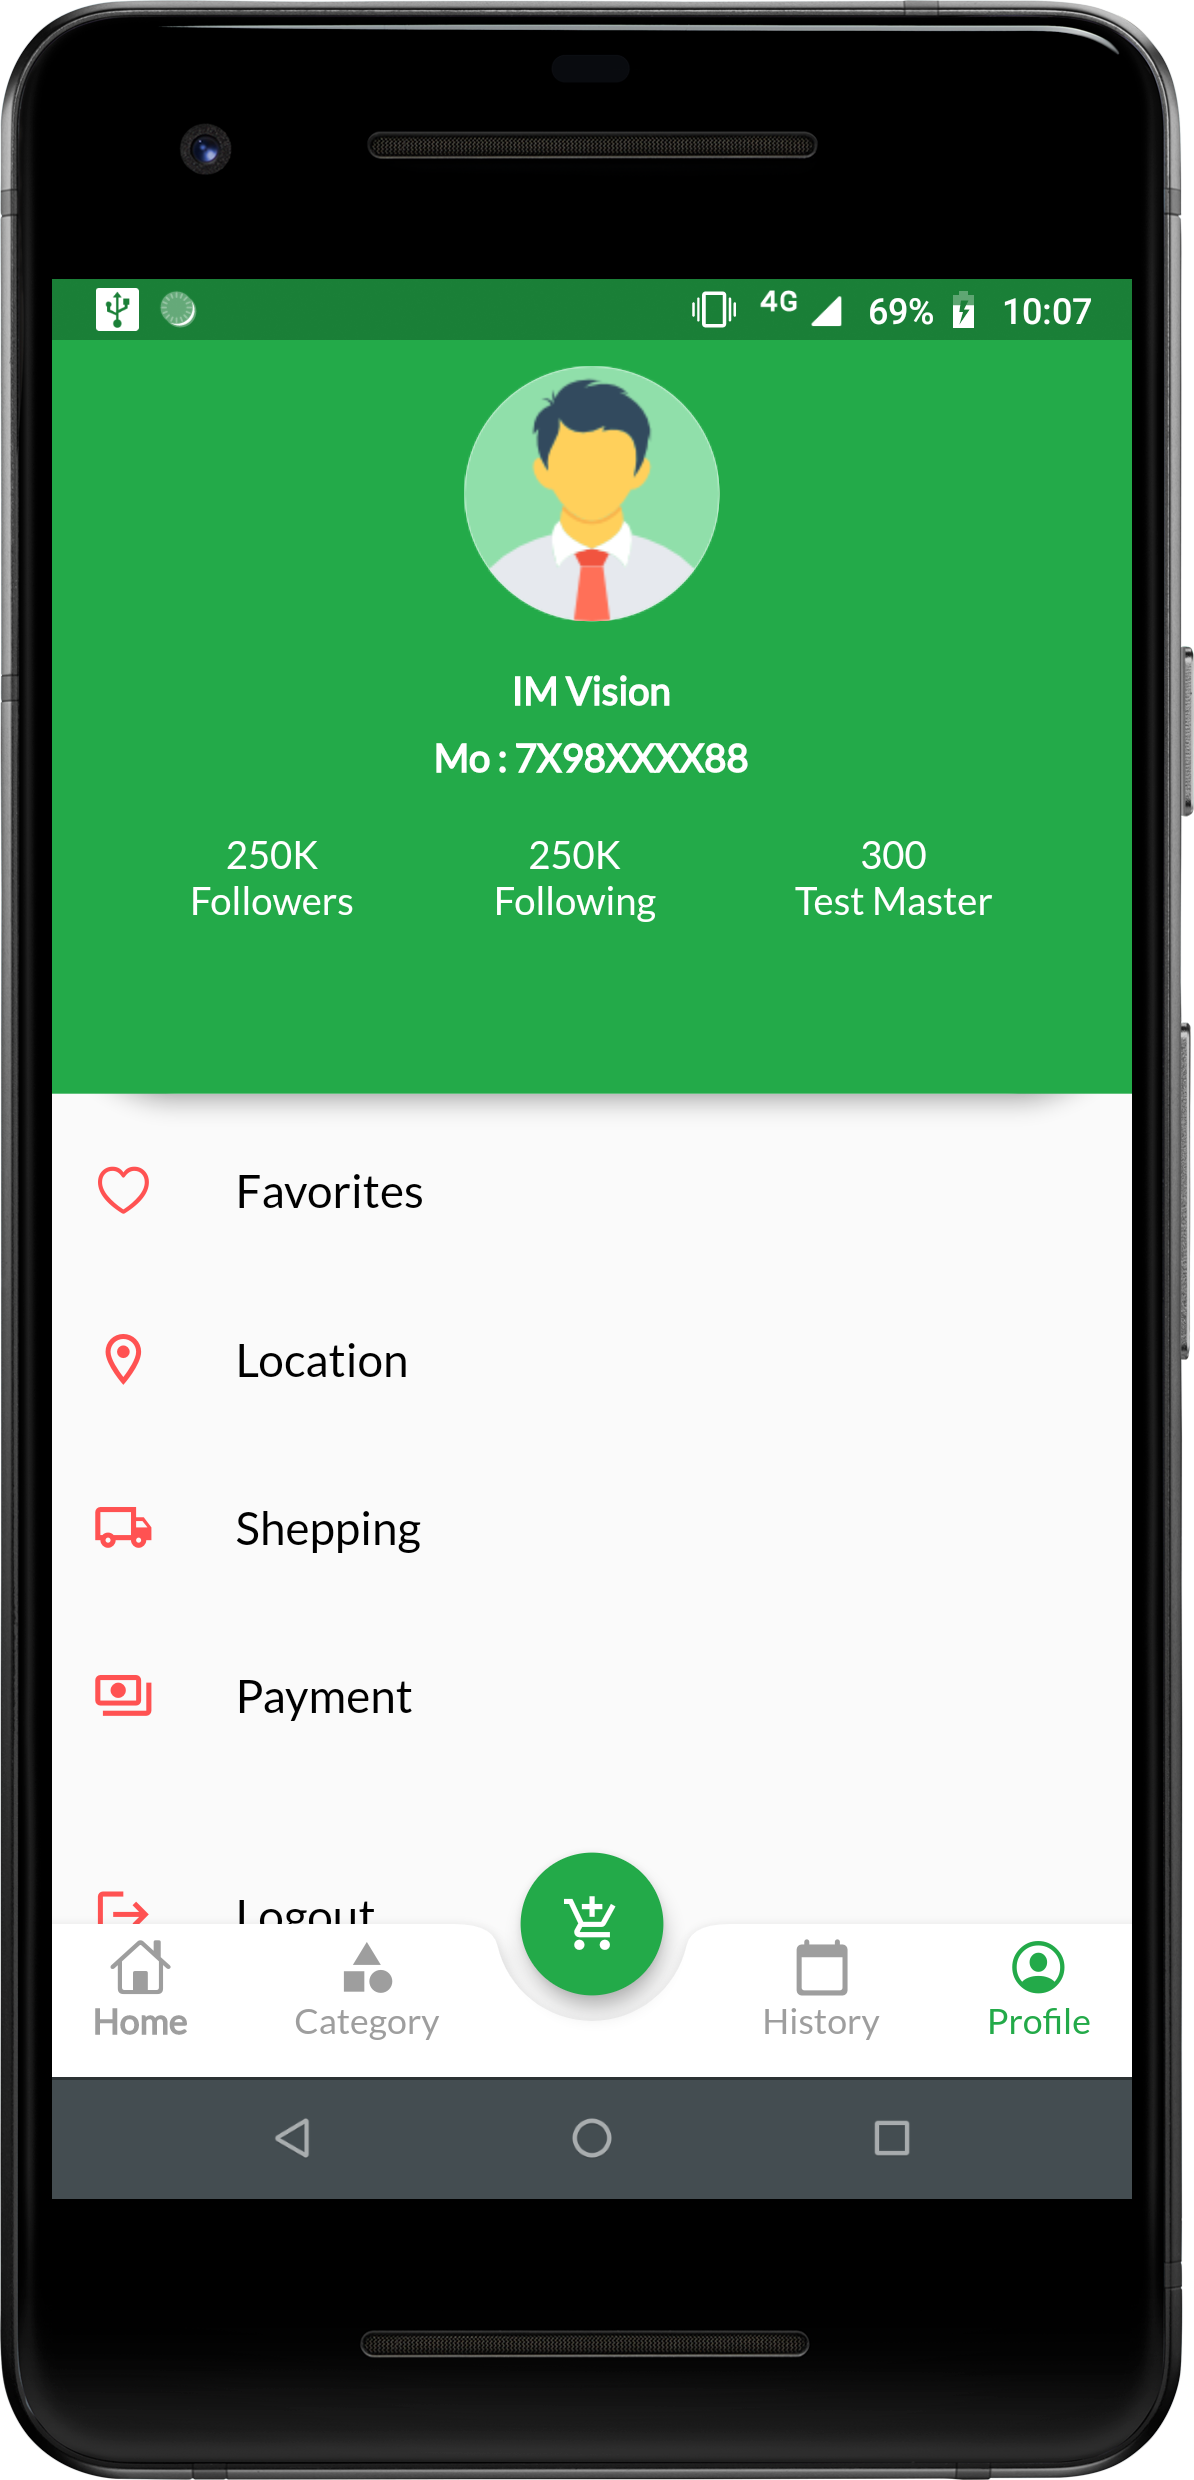 4G 69% 10:07
IM Vision
Mo : 7X98XXXX88
250K 250K 300
Followers Following Test Master
Favorites
Location
Shepping
Payment
Logout
Home Category History Profile